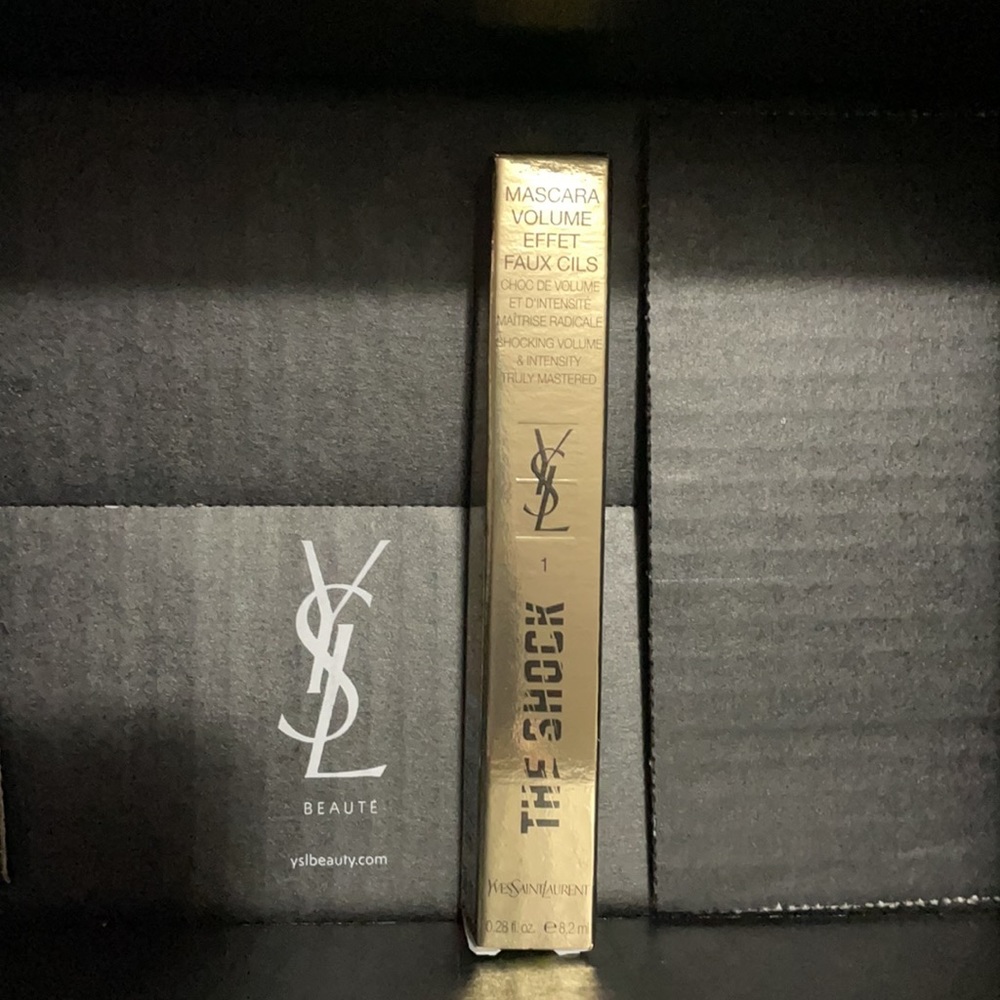 MASCARA
VOLUME
EFFET
FAUX CILS
CHOC DE VOLUME
ET D'INTENSITÉ
MAÎTRISE RADICALE
SHOCKING VOLUME
& INTENSITY
TRULY MASTERED
YSL
1
THE SHOCK
YVESSAINTLAURENT
0.28 fl. oz. ℮ 8.2 ml
YSL
BEAUTÉ
yslbeauty.com